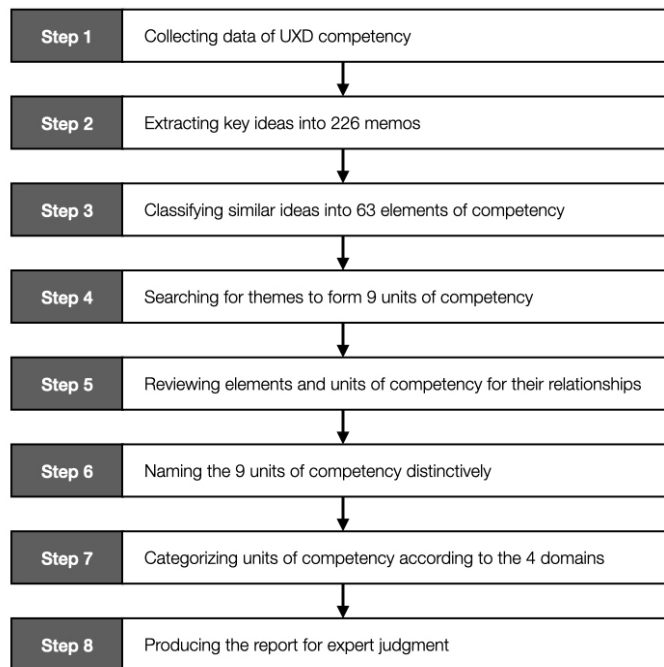 Step 1 Collecting data of UXD competency
Step 2 Extracting key ideas into 226 memos
Step 3 Classifying similar ideas into 63 elements of competency
Step 4 Searching for themes to form 9 units of competency
Step 5 Reviewing elements and units of competency for their relationships
Step 6 Naming the 9 units of competency distinctively
Step 7 Categorizing units of competency according to the 4 domains
Step 8 Producing the report for expert judgment